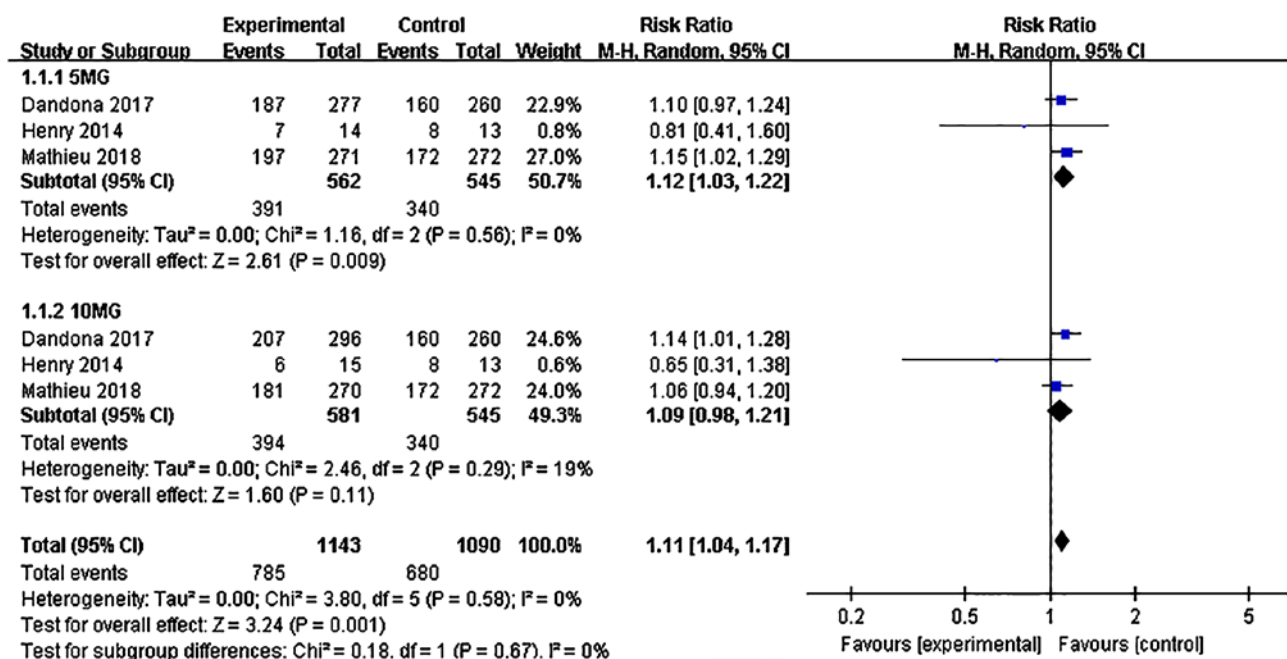 Experimental Control Risk Ratio Risk Ratio
Study or Subgroup Events Total Events Total Weight M-H, Random, 95% CI M-H, Random, 95% CI
1.1.1 5MG
Dandona 2017 187 277 160 260 22.9% 1.10 [0.97, 1.24]
Henry 2014 7 14 8 13 0.8% 0.81 [0.41, 1.60]
Mathieu 2018 197 271 172 272 27.0% 1.15 [1.02, 1.29]
Subtotal (95% CI) 562 545 50.7% 1.12 [1.03, 1.22]
Total events 391 340
Heterogeneity: Tau² = 0.00; Chi² = 1.16, df = 2 (P = 0.56); I² = 0%
Test for overall effect: Z = 2.61 (P = 0.009)
1.1.2 10MG
Dandona 2017 207 296 160 260 24.6% 1.14 [1.01, 1.28]
Henry 2014 6 15 8 13 0.6% 0.65 [0.31, 1.38]
Mathieu 2018 181 270 172 272 24.0% 1.06 [0.94, 1.20]
Subtotal (95% CI) 581 545 49.3% 1.09 [0.98, 1.21]
Total events 394 340
Heterogeneity: Tau² = 0.00; Chi² = 2.46, df = 2 (P = 0.29); I² = 19%
Test for overall effect: Z = 1.60 (P = 0.11)
Total (95% CI) 1143 1090 100.0% 1.11 [1.04, 1.17]
Total events 785 680
Heterogeneity: Tau² = 0.00; Chi² = 3.80, df = 5 (P = 0.58); I² = 0%
Test for overall effect: Z = 3.24 (P = 0.001)
Test for subgroup differences: Chi² = 0.18, df = 1 (P = 0.67), I² = 0%
0.2 0.5 1 2 5
Favours [experimental] Favours [control]